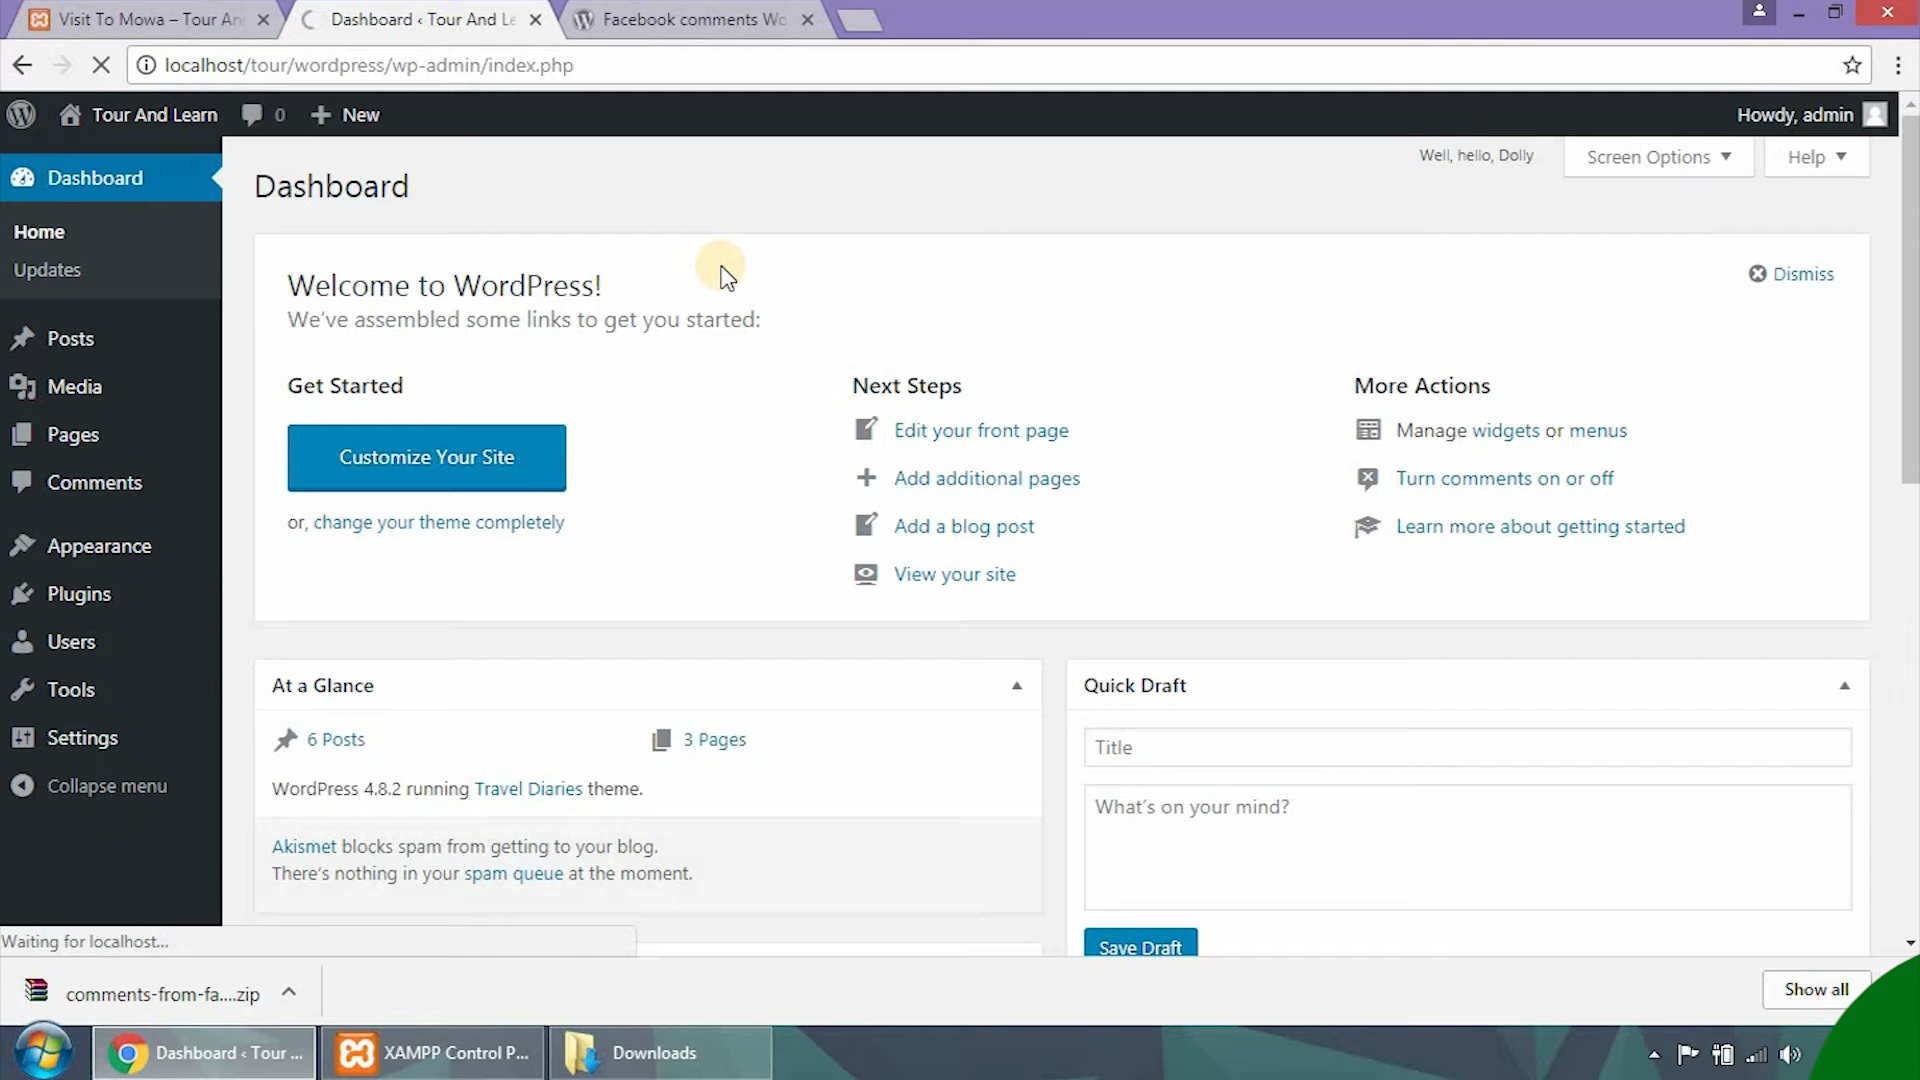 Visit To Mowa – Tour An
Dashboard ‹ Tour And Le
Facebook comments Wo
localhost/tour/wordpress/wp-admin/index.php
Tour And Learn
0
New
Howdy, admin
Dashboard
Home
Updates
Posts
Media
Pages
Comments
Appearance
Plugins
Users
Tools
Settings
Collapse menu
Well, hello, Dolly
Screen Options
Help
Dashboard
Welcome to WordPress!
We've assembled some links to get you started:
Dismiss
Get Started
Customize Your Site
or, change your theme completely
Next Steps
Edit your front page
Add additional pages
Add a blog post
View your site
More Actions
Manage widgets or menus
Turn comments on or off
Learn more about getting started
At a Glance
6 Posts
3 Pages
WordPress 4.8.2 running Travel Diaries theme.
Akismet blocks spam from getting to your blog.
There's nothing in your spam queue at the moment.
Quick Draft
Title
What's on your mind?
Save Draft
Waiting for localhost...
comments-from-fa....zip
Show all
Dashboard ‹ Tour ...
XAMPP Control P...
Downloads